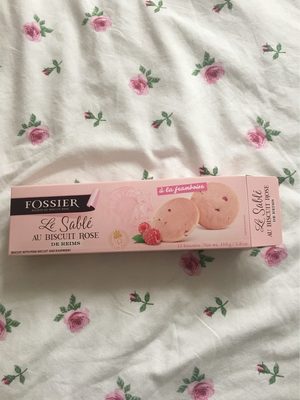 FOSSIER
Le Sablé
AU BISCUIT ROSE
DE REIMS
à la framboise
Le Sablé
AU BISCUIT ROSE
DE REIMS